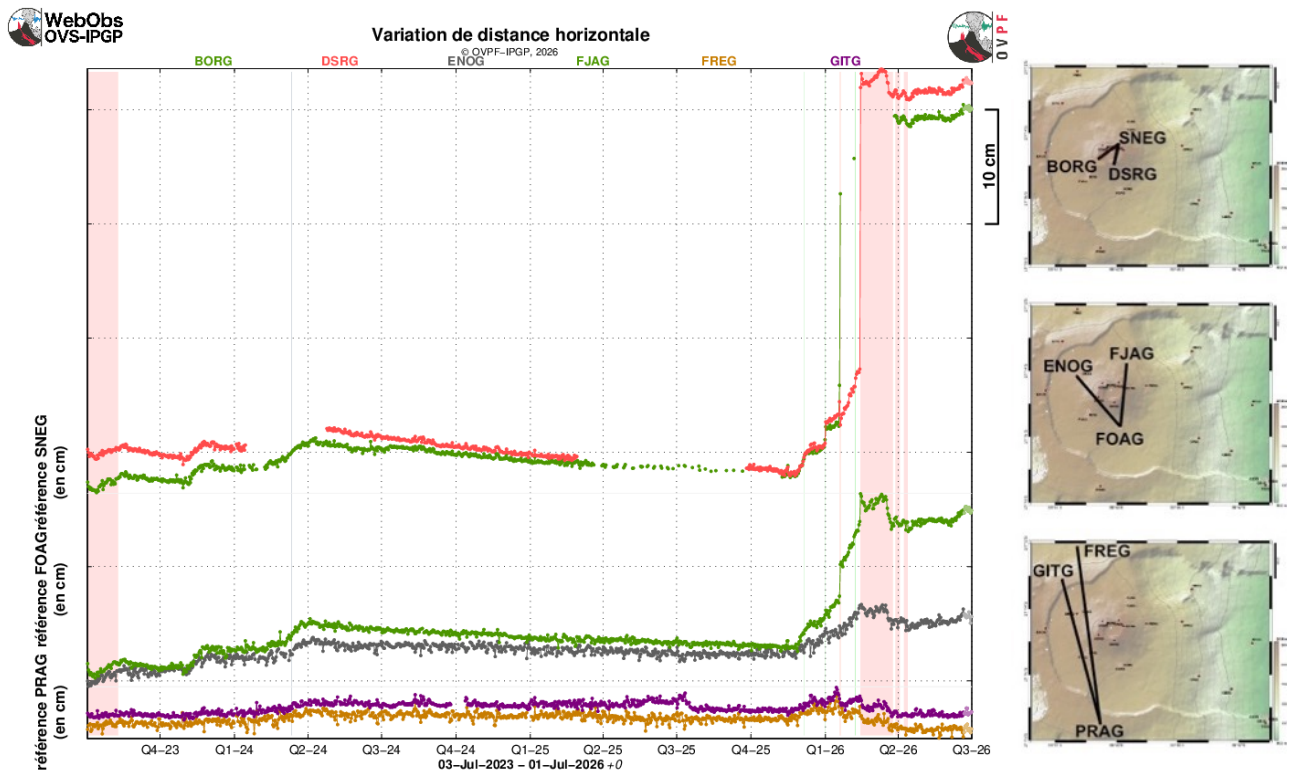 WebObs
OVS-IPGP
Variation de distance horizontale
© OVPF-IPGP, 2026
OVPF
BORG DSRG ENOG FJAG FREG GITG
10 cm
référence SNEG
(en cm)
référence FOAG
(en cm)
référence PRAG
(en cm)
Q4-23 Q1-24 Q2-24 Q3-24 Q4-24 Q1-25 Q2-25 Q3-25 Q4-25 Q1-26 Q2-26 Q3-26
03-Jul-2023 - 01-Jul-2026 +0
SNEG
BORG
DSRG
FJAG
ENOG
FOAG
FREG
GITG
PRAG